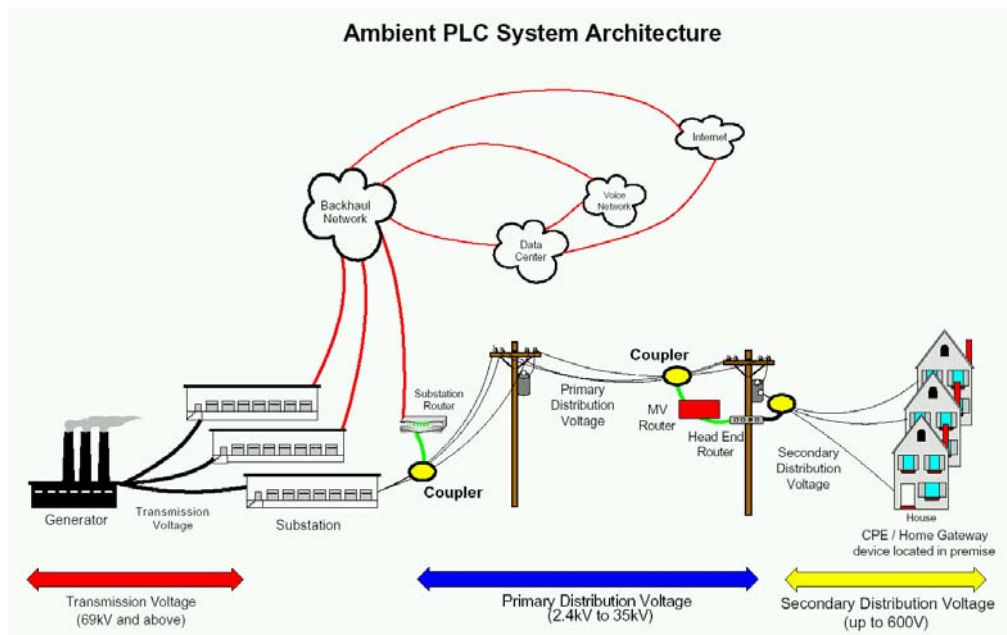 Ambient PLC System Architecture
Internet
Backhaul
Network
Voice
Network
Data
Center
Substation
Router
Coupler
Primary
Distribution
Voltage
Coupler
MV
Router
Head End
Router
Secondary
Distribution
Voltage
Generator
Transmission
Voltage
Substation
House
CPE / Home Gateway
device located in premise
Transmission Voltage
(69kV and above)
Primary Distribution Voltage
(2.4kV to 35kV)
Secondary Distribution Voltage
(up to 600V)